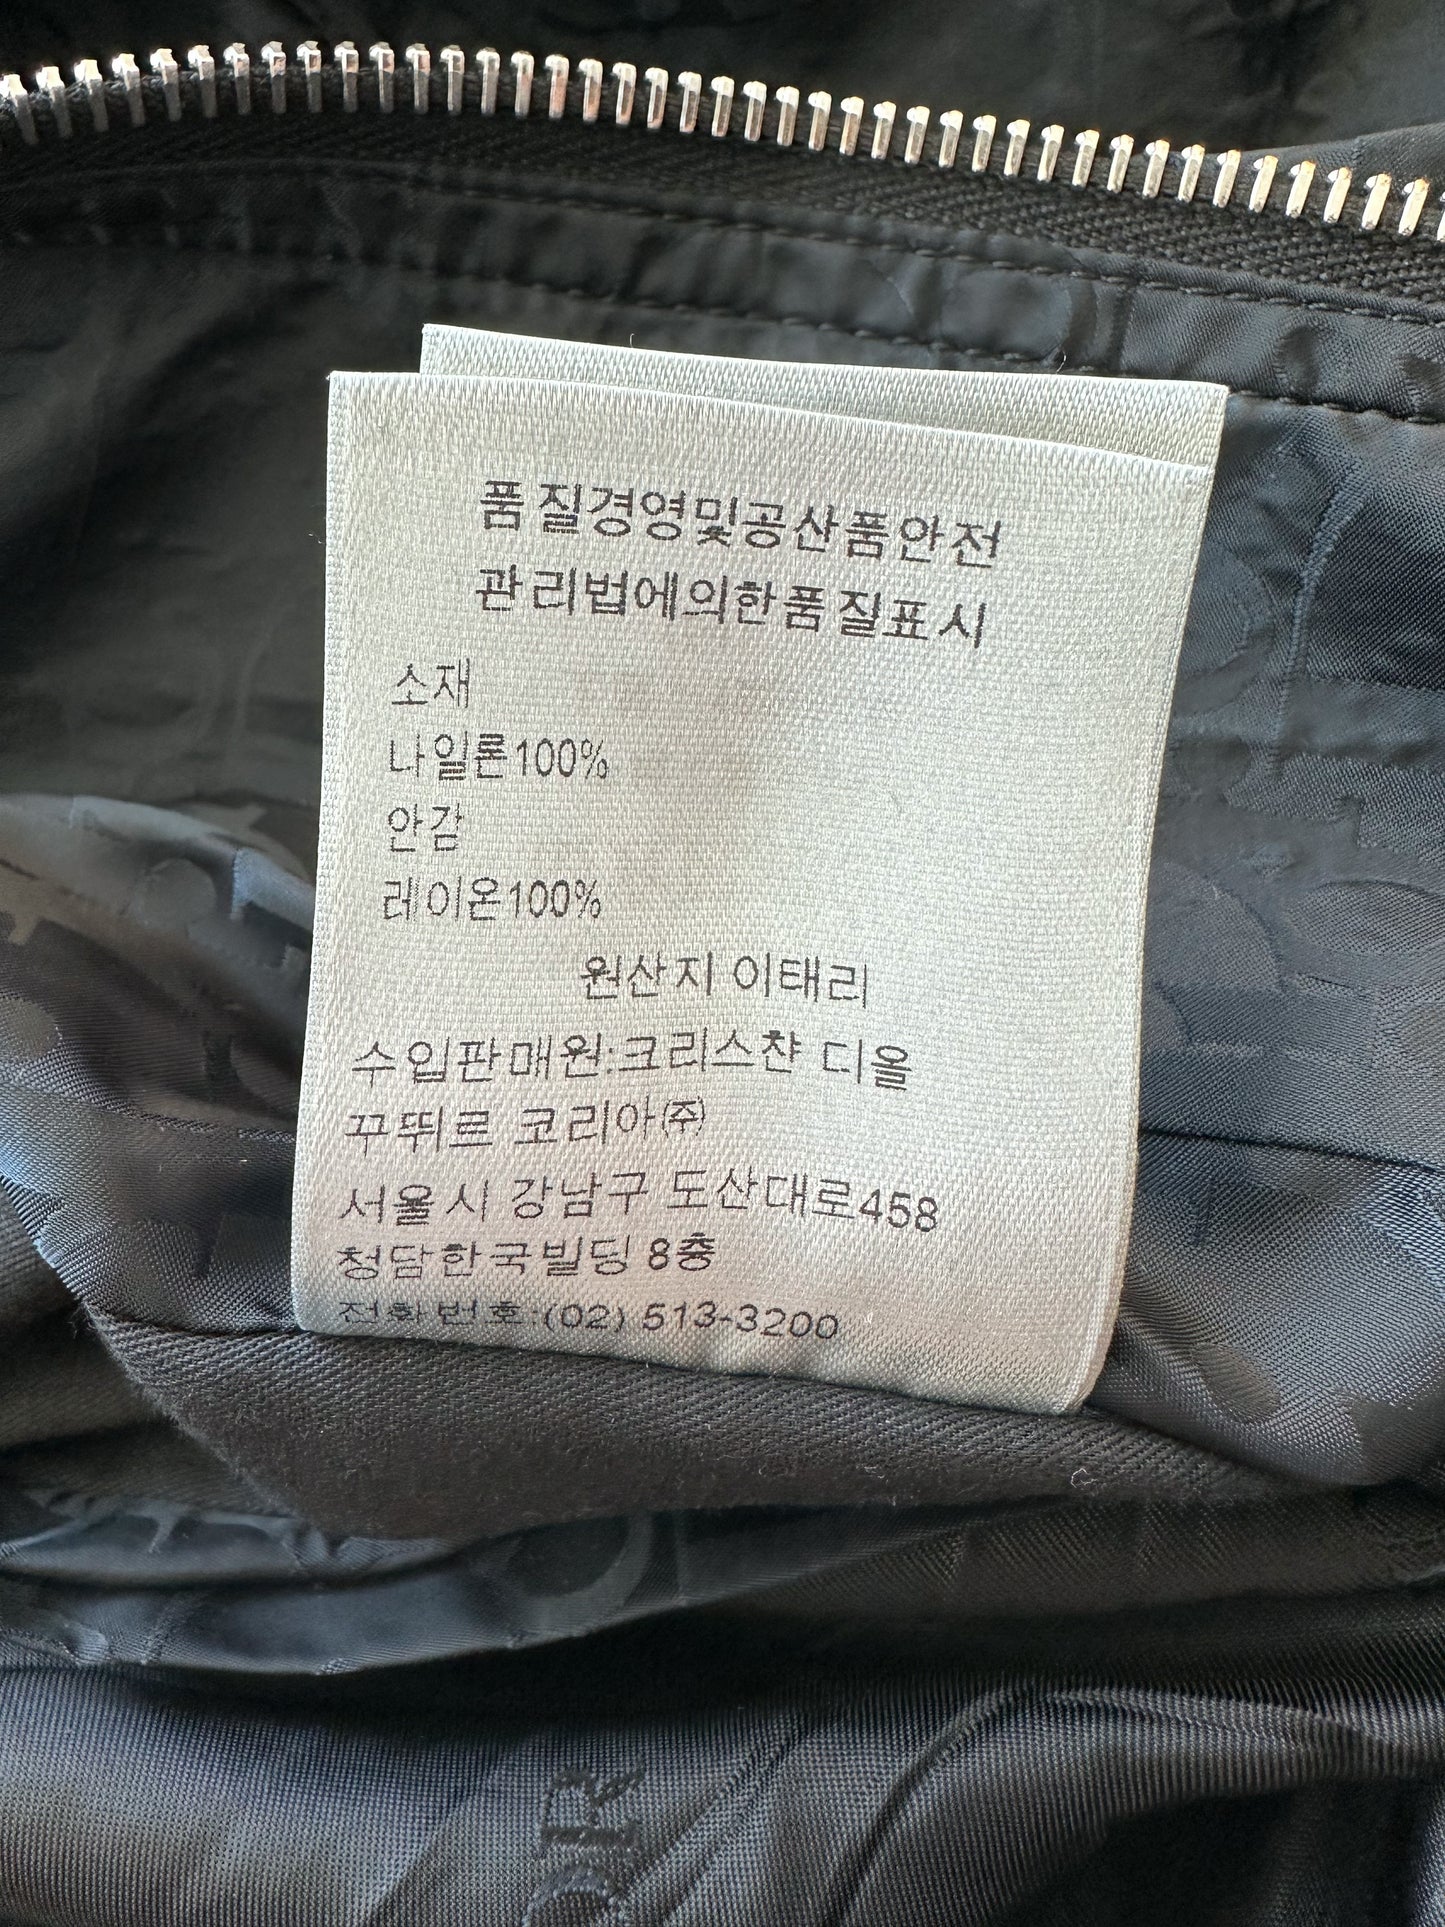 품질경영및공산품안전
관리법에의한품질표시
소재
나일론100%
안감
레이온100%
원산지 이태리
수입판매원:크리스챤 디올
꾸뛰르 코리아㈜
서울시 강남구 도산대로458
청담한국빌딩 8층
전화번호:(02) 513-3200